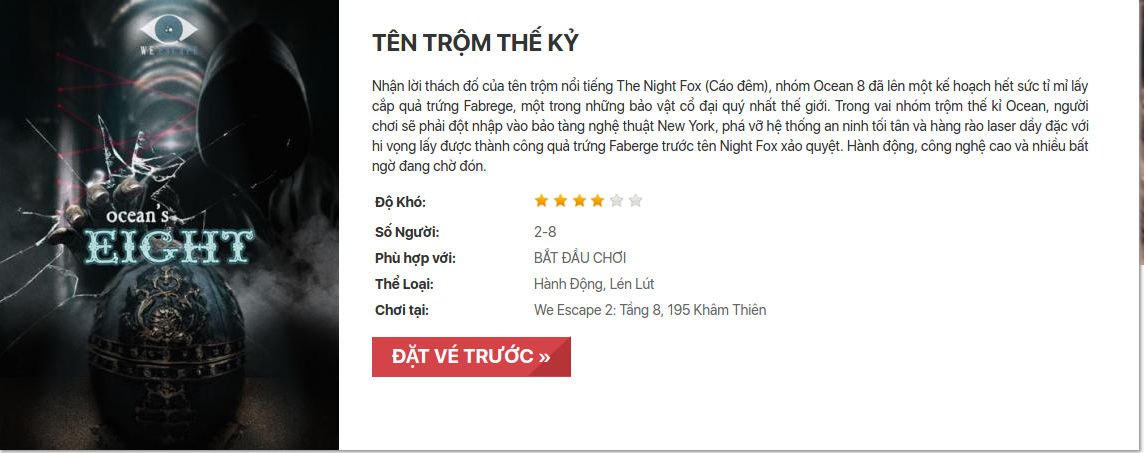 WE ESCAPE
ocean's
EIGHT
TÊN TRỘM THẾ KỶ
Nhận lời thách đố của tên trộm nổi tiếng The Night Fox (Cáo đêm), nhóm Ocean 8 đã lên một kế hoạch hết sức tỉ mỉ lấy
cắp quả trứng Fabrege, một trong những bảo vật cổ đại quý nhất thế giới. Trong vai nhóm trộm thế kỉ Ocean, người
chơi sẽ phải đột nhập vào bảo tàng nghệ thuật New York, phá vỡ hệ thống an ninh tối tân và hàng rào laser dầy đặc với
hi vọng lấy được thành công quả trứng Faberge trước tên Night Fox xảo quyệt. Hành động, công nghệ cao và nhiều bất
ngờ đang chờ đón.
Độ Khó:
Số Người: 2-8
Phù hợp với: BẮT ĐẦU CHƠI
Thể Loại: Hành Động, Lén Lút
Chơi tại: We Escape 2: Tầng 8, 195 Khâm Thiên
ĐẶT VÉ TRƯỚC »